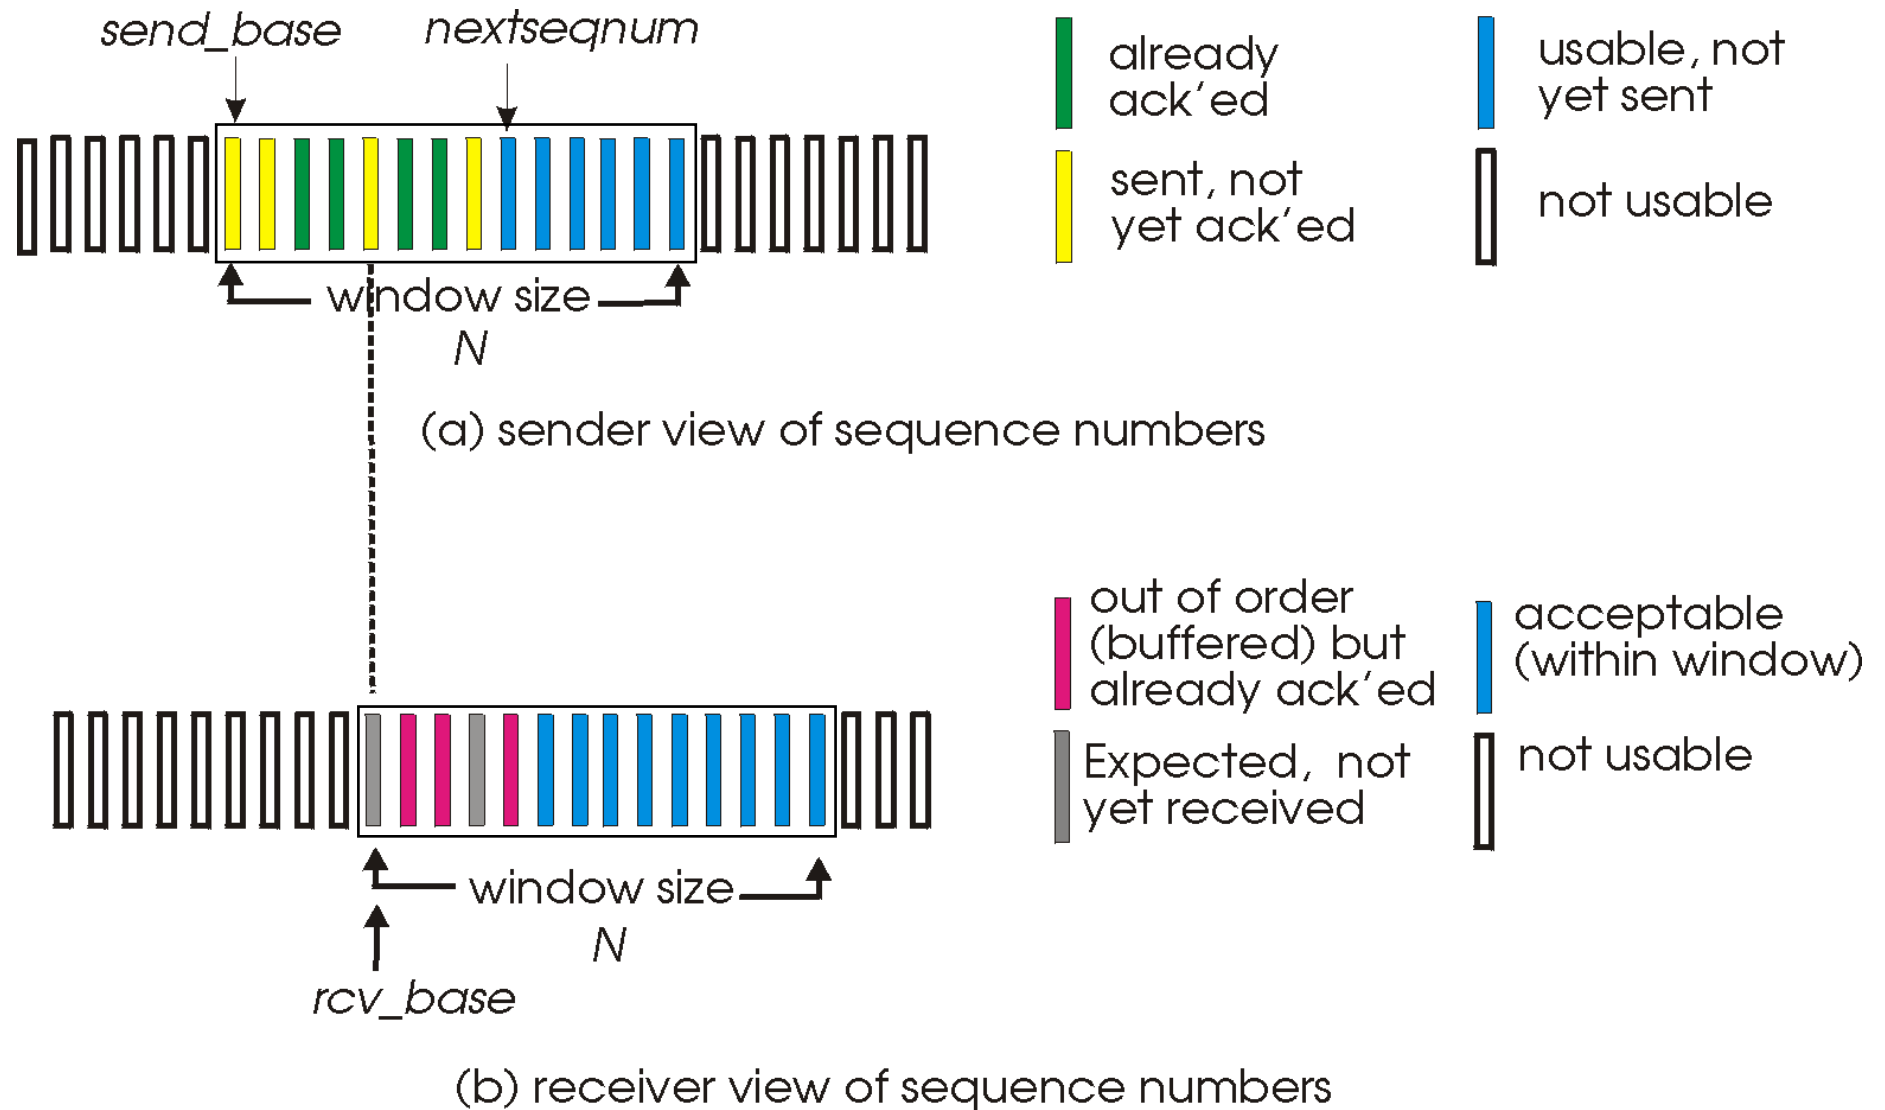 send_base
nextseqnum
already
ack'ed
usable, not
yet sent
sent, not
yet ack'ed
not usable
window size
N
(a) sender view of sequence numbers
out of order
(buffered) but
already ack'ed
acceptable
(within window)
Expected, not
yet received
not usable
window size
N
rcv_base
(b) receiver view of sequence numbers